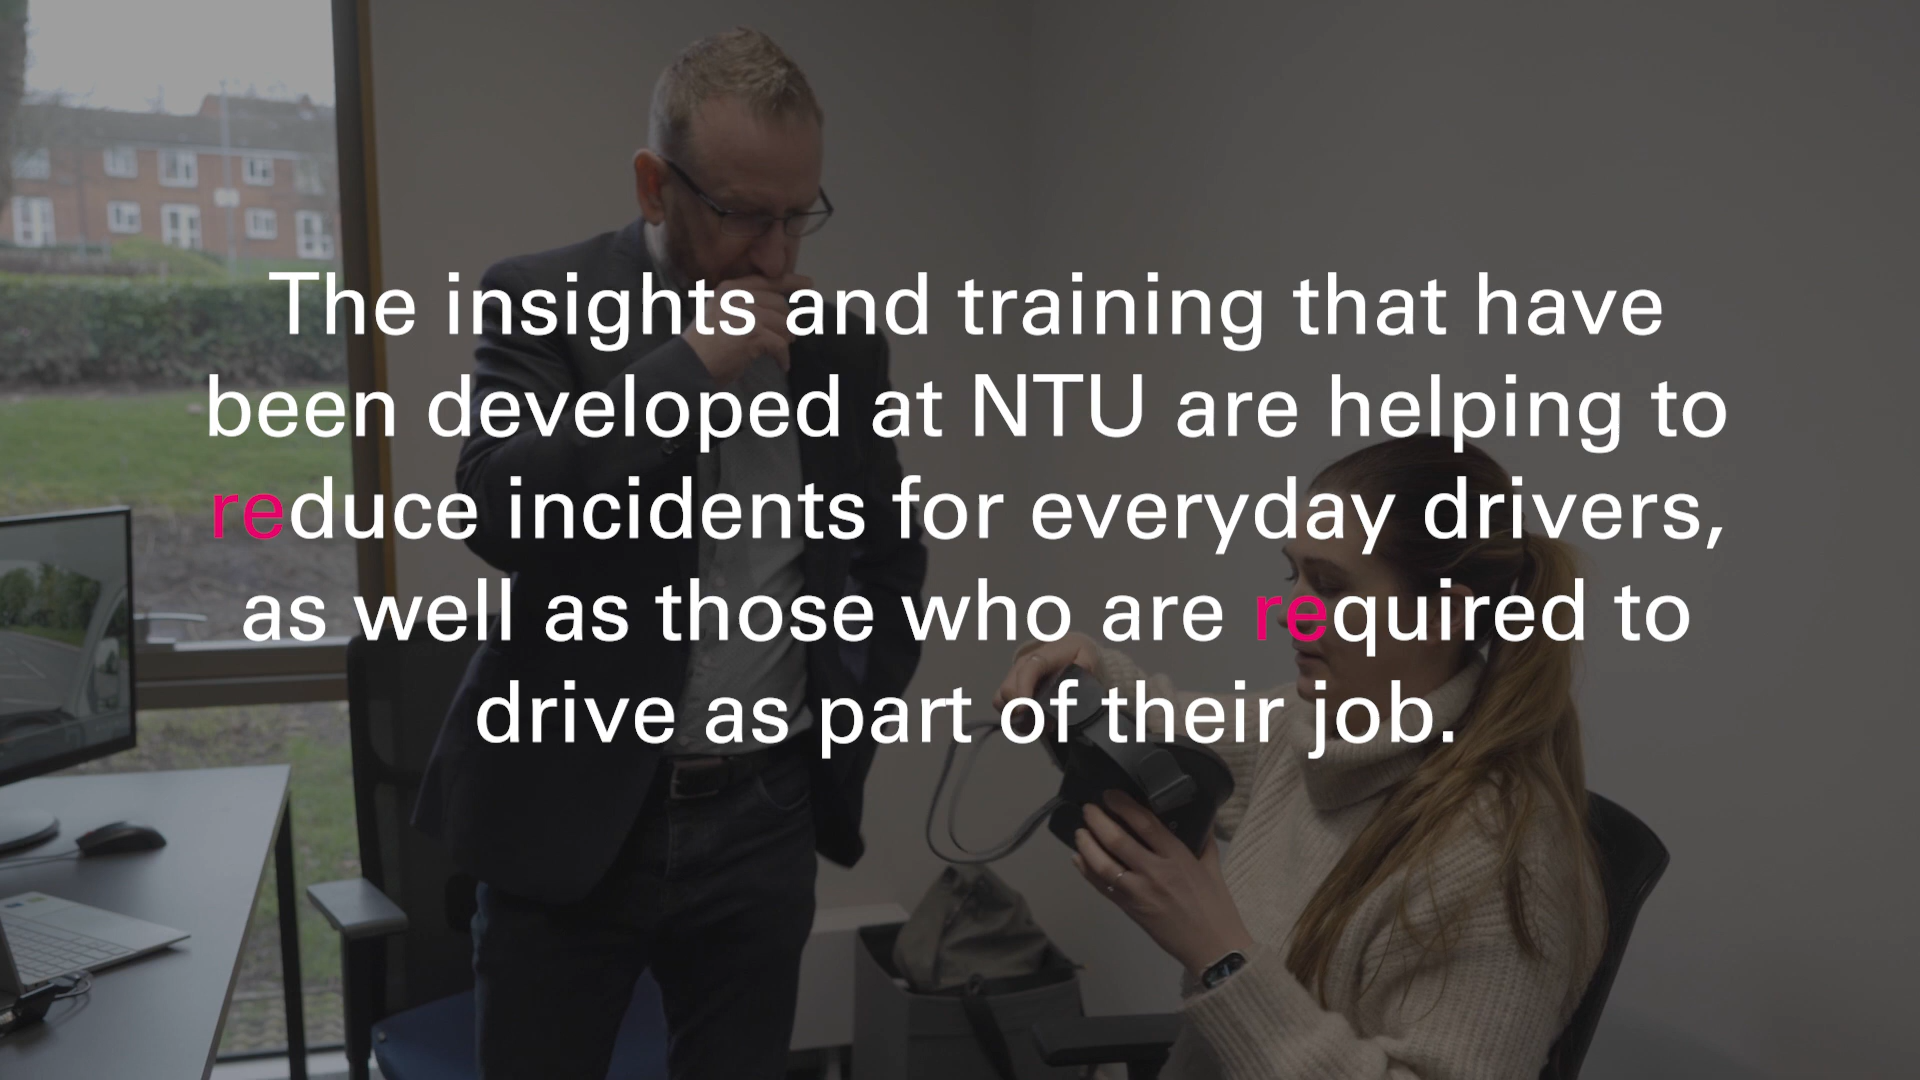 The insights and training that have
been developed at NTU are helping to
reduce incidents for everyday drivers,
as well as those who are required to
drive as part of their job.